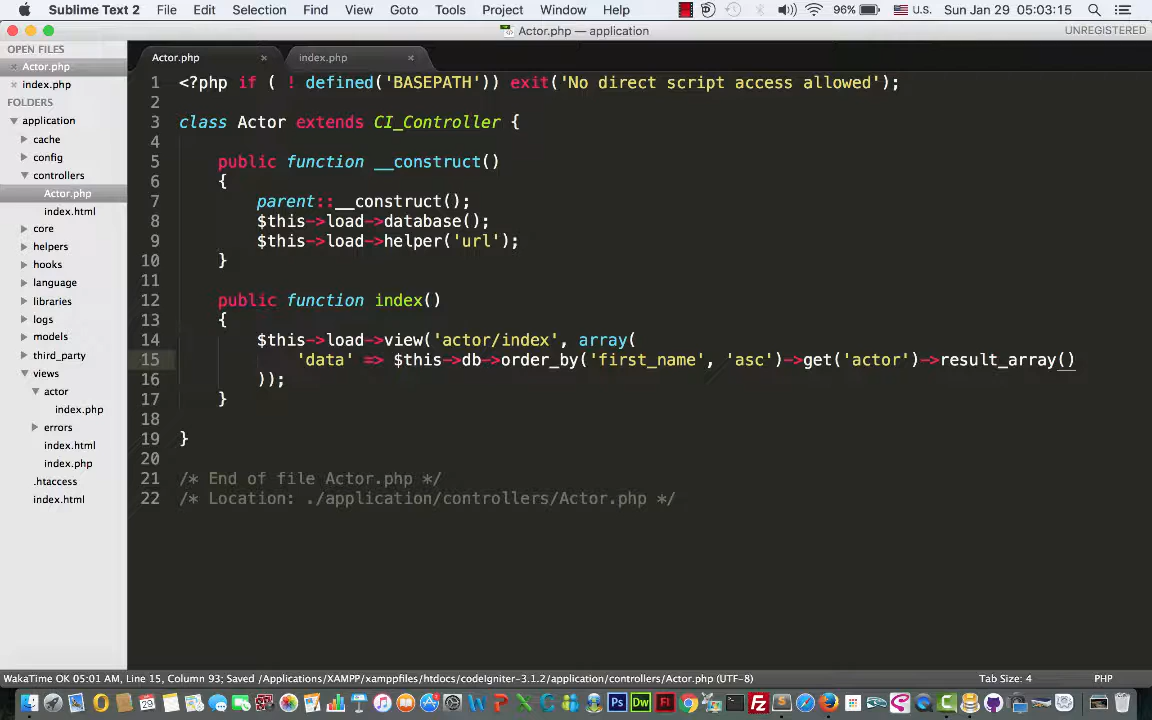 Sublime Text 2 File Edit Selection Find View Goto Tools Project Window Help 96% U.S. Sun Jan 29 05:03:15
Actor.php — application UNREGISTERED
OPEN FILES
Actor.php
index.php
FOLDERS
application
cache
config
controllers
Actor.php
index.html
core
helpers
hooks
language
libraries
logs
models
third_party
views
actor
index.php
errors
index.html
index.php
.htaccess
index.html
Actor.php index.php
1 <?php if ( ! defined('BASEPATH')) exit('No direct script access allowed');
2
3 class Actor extends CI_Controller {
4
5 public function __construct()
6 {
7 parent::__construct();
8 $this->load->database();
9 $this->load->helper('url');
10 }
11
12 public function index()
13 {
14 $this->load->view('actor/index', array(
15 'data' => $this->db->order_by('first_name', 'asc')->get('actor')->result_array()
16 ));
17 }
18
19 }
20
21 /* End of file Actor.php */
22 /* Location: ./application/controllers/Actor.php */
WakaTime OK 05:01 AM, Line 15, Column 93; Saved /Applications/XAMPP/xamppfiles/htdocs/codeIgniter-3.1.2/application/controllers/Actor.php (UTF-8) Tab Size: 4 PHP